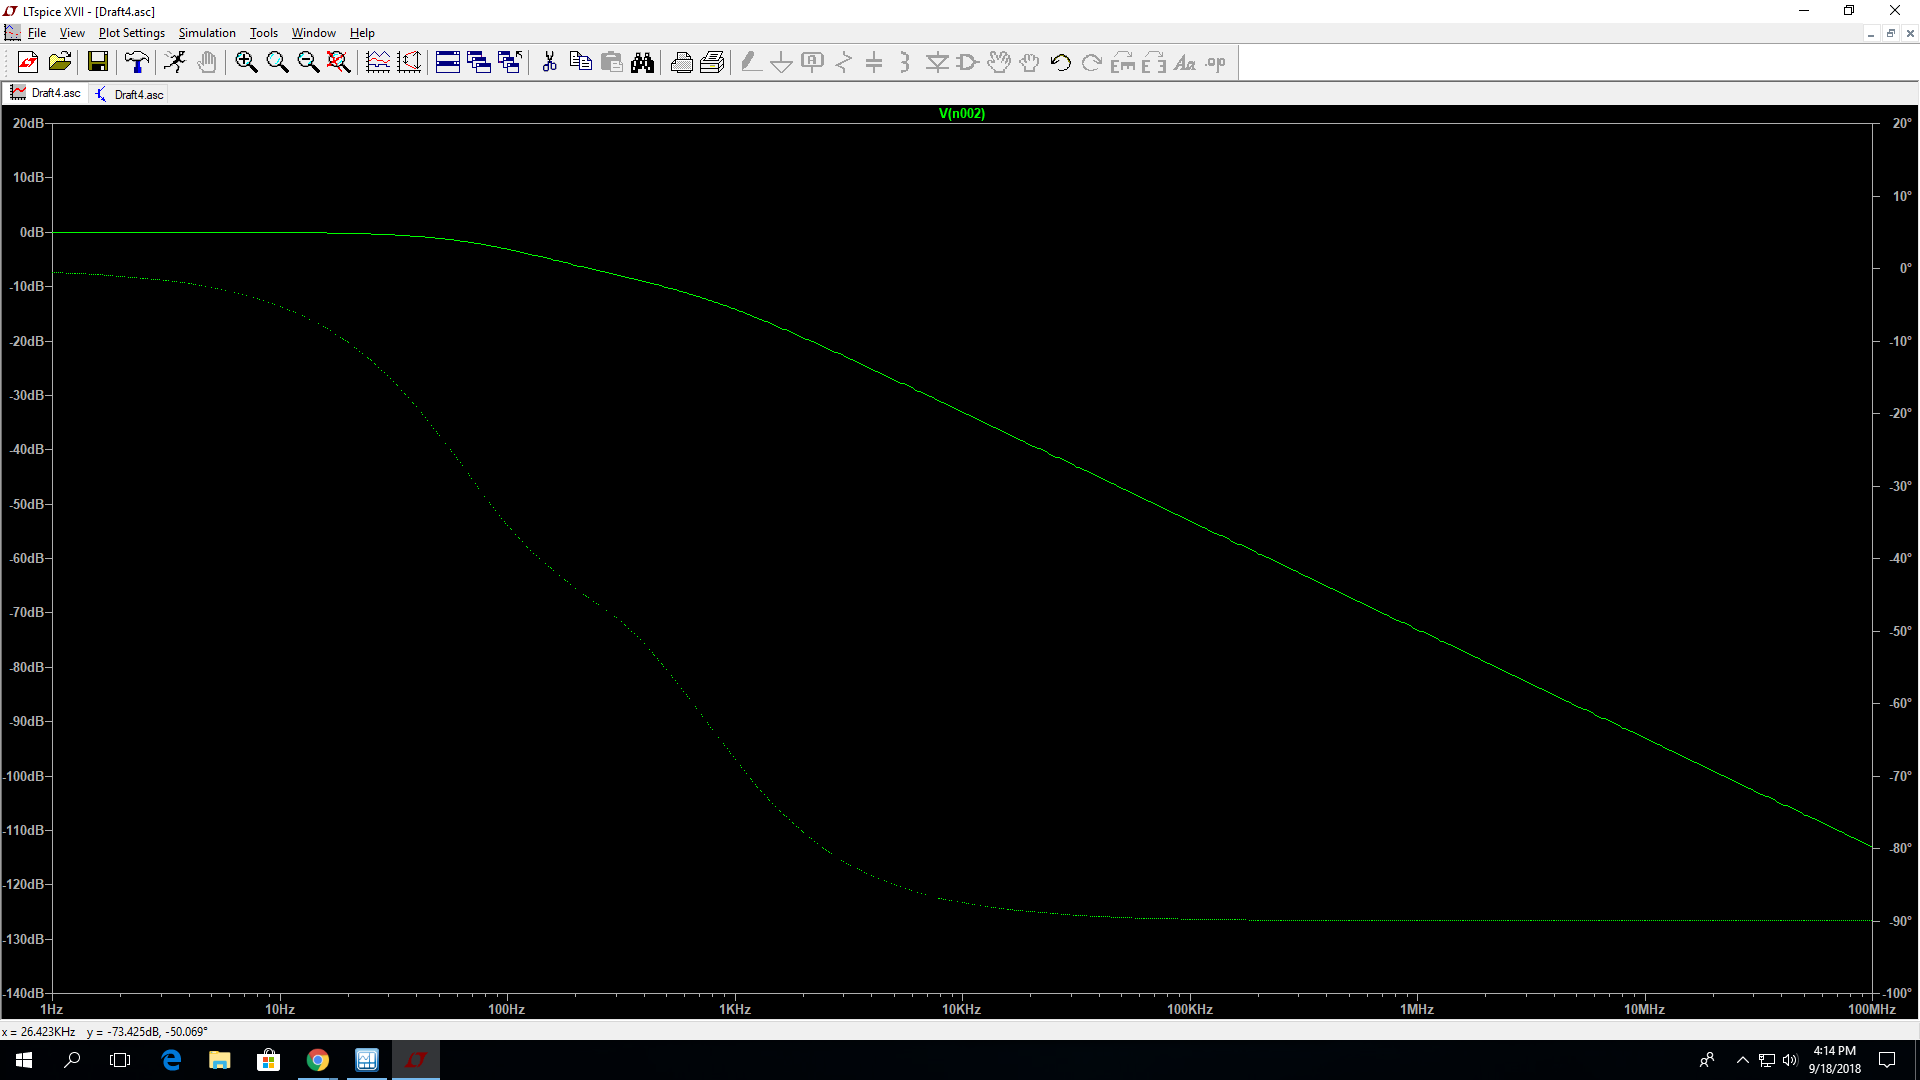 LTspice XVII - [Draft4.asc]
File View Plot Settings Simulation Tools Window Help
Draft4.asc Draft4.asc
V(n002)
20dB 20°
10dB 10°
0dB 0°
-10dB -10°
-20dB -20°
-30dB -30°
-40dB -40°
-50dB -50°
-60dB -60°
-70dB -70°
-80dB -80°
-90dB -90°
-100dB -100°
-110dB
-120dB
-130dB
-140dB
1Hz 10Hz 100Hz 1KHz 10KHz 100KHz 1MHz 10MHz 100MHz
x = 26.423KHz y = -73.425dB, -50.069°
4:14 PM
9/18/2018